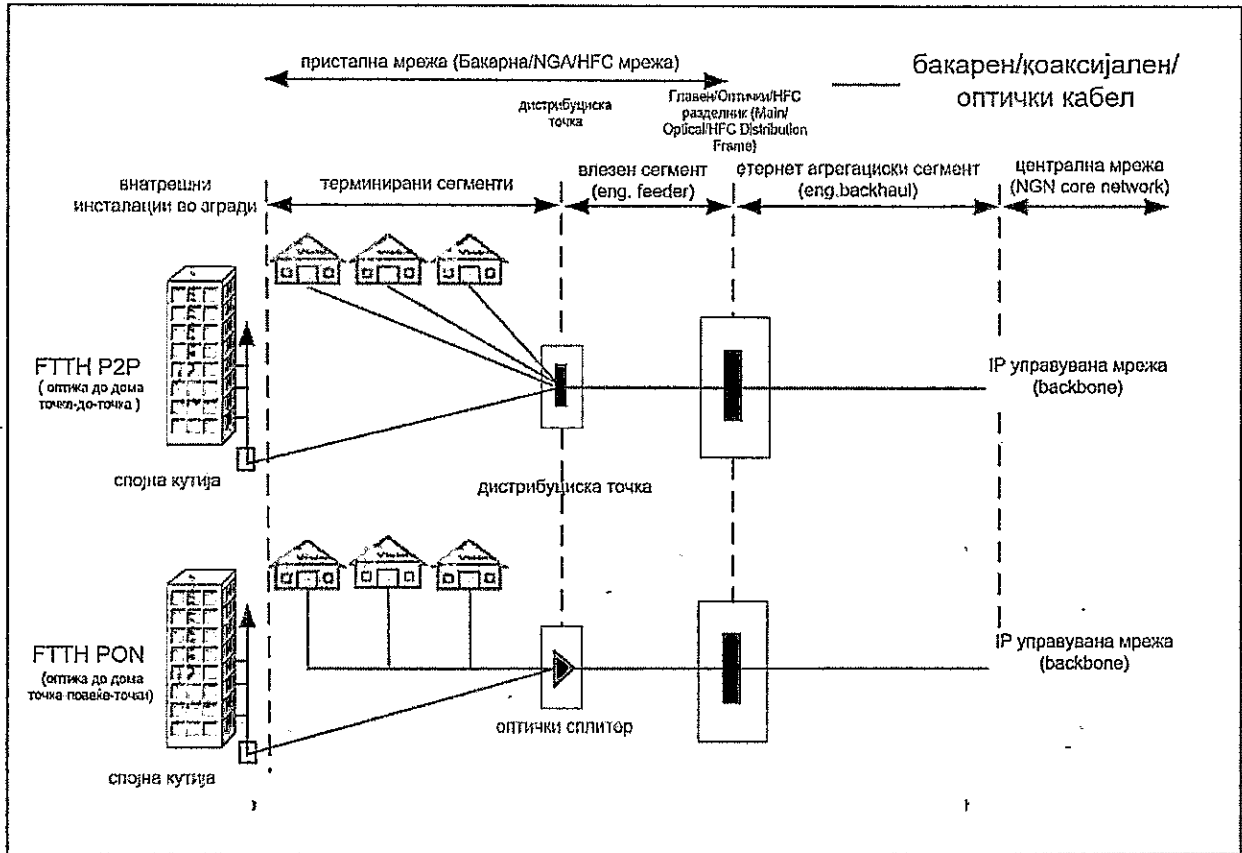 пристапна мрежа (Бакарна/NGA/HFC мрежа)
бакарен/коаксијален/
оптички кабел
дистрибуциска
точка
Главен/Оптички/HFC
разделник (Main/
Optical/HFC Distribution
Frame)
внатрешни
инсталации во згради
терминирани сегменти
влезен сегмент
(eng. feeder)
етернет агрегациски сегмент
(eng.backhaul)
централна мрежа
(NGN core network)
FTTH P2P
( оптика до дома
точка-до-точка )
IP управувана мрежа
(backbone)
спојна кутија
дистрибуциска точка
FTTH PON
(оптика до дома
точка-повеќе-точки)
IP управувана мрежа
(backbone)
оптички сплитер
спојна кутија